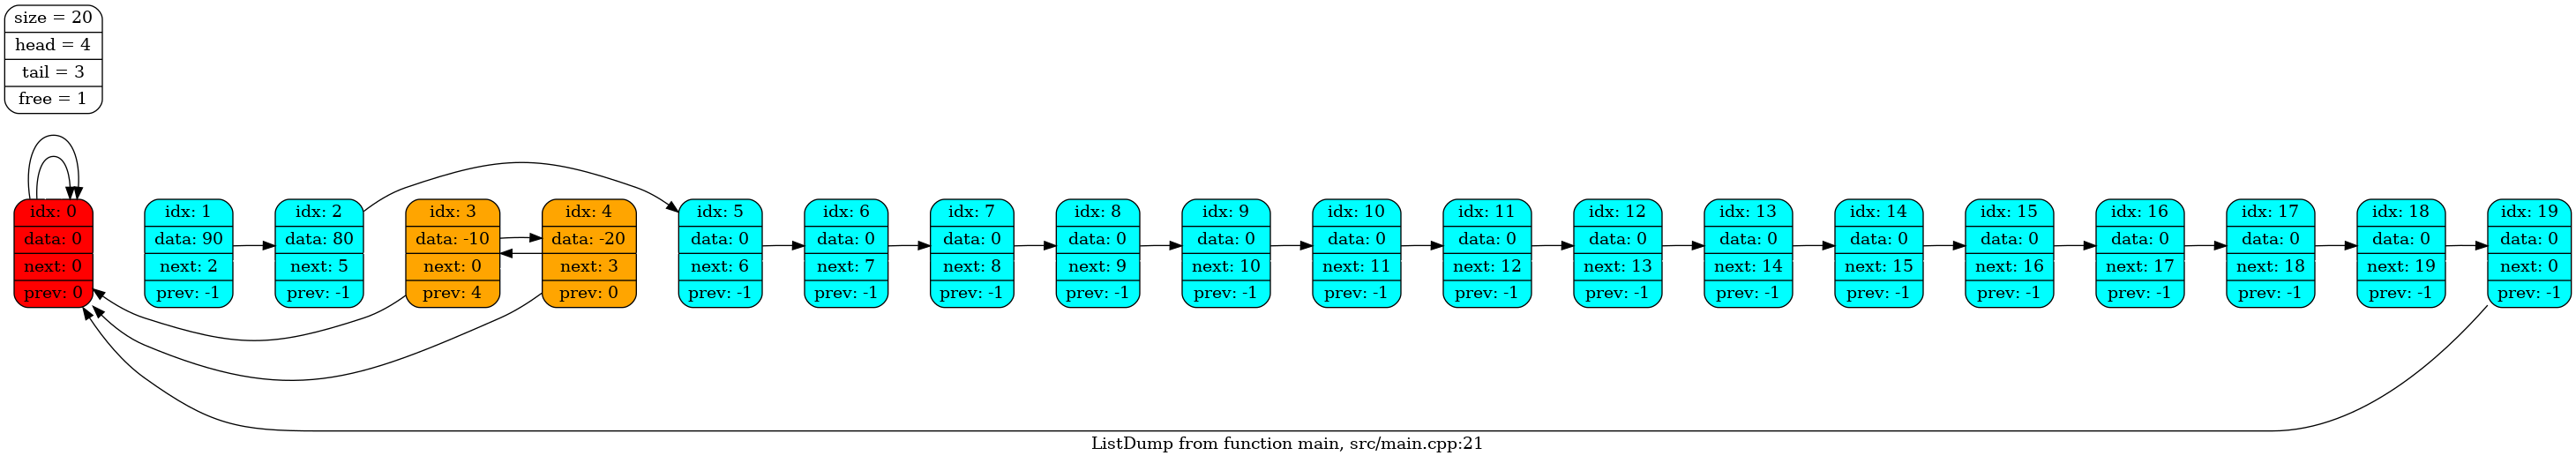 size = 20
head = 4
tail = 3
free = 1
idx: 0
data: 0
next: 0
prev: 0
idx: 1
data: 90
next: 2
prev: -1
idx: 2
data: 80
next: 5
prev: -1
idx: 3
data: -10
next: 0
prev: 4
idx: 4
data: -20
next: 3
prev: 0
idx: 5
data: 0
next: 6
prev: -1
idx: 6
data: 0
next: 7
prev: -1
idx: 7
data: 0
next: 8
prev: -1
idx: 8
data: 0
next: 9
prev: -1
idx: 9
data: 0
next: 10
prev: -1
idx: 10
data: 0
next: 11
prev: -1
idx: 11
data: 0
next: 12
prev: -1
idx: 12
data: 0
next: 13
prev: -1
idx: 13
data: 0
next: 14
prev: -1
idx: 14
data: 0
next: 15
prev: -1
idx: 15
data: 0
next: 16
prev: -1
idx: 16
data: 0
next: 17
prev: -1
idx: 17
data: 0
next: 18
prev: -1
idx: 18
data: 0
next: 19
prev: -1
idx: 19
data: 0
next: 0
prev: -1
ListDump from function main, src/main.cpp:21